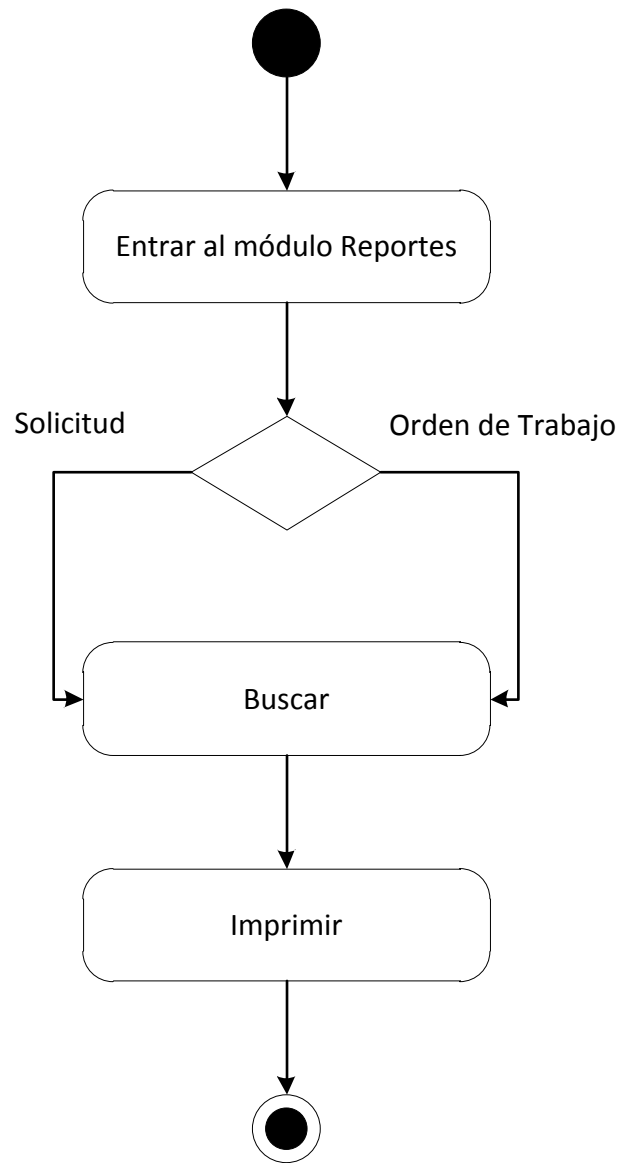 Entrar al módulo Reportes
Solicitud
Orden de Trabajo
Buscar
Imprimir